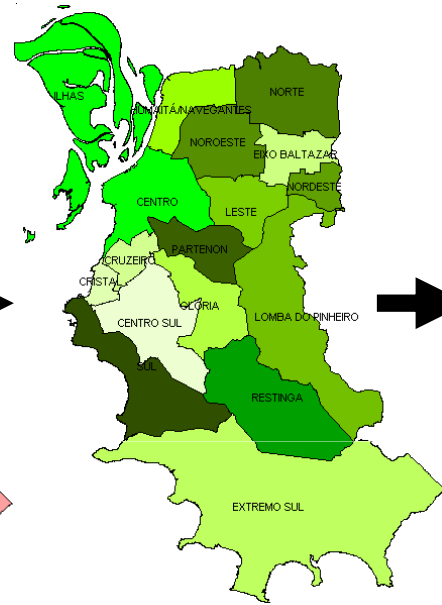 ILHAS
NORTE
HUMAITÁ/NAVEGANTES
NOROESTE
EIXO BALTAZAR
NORDESTE
CENTRO
LESTE
PARTENON
CRUZEIRO
CRISTAL
GLÓRIA
CENTRO SUL
LOMBA DO PINHEIRO
SUL
RESTINGA
EXTREMO SUL